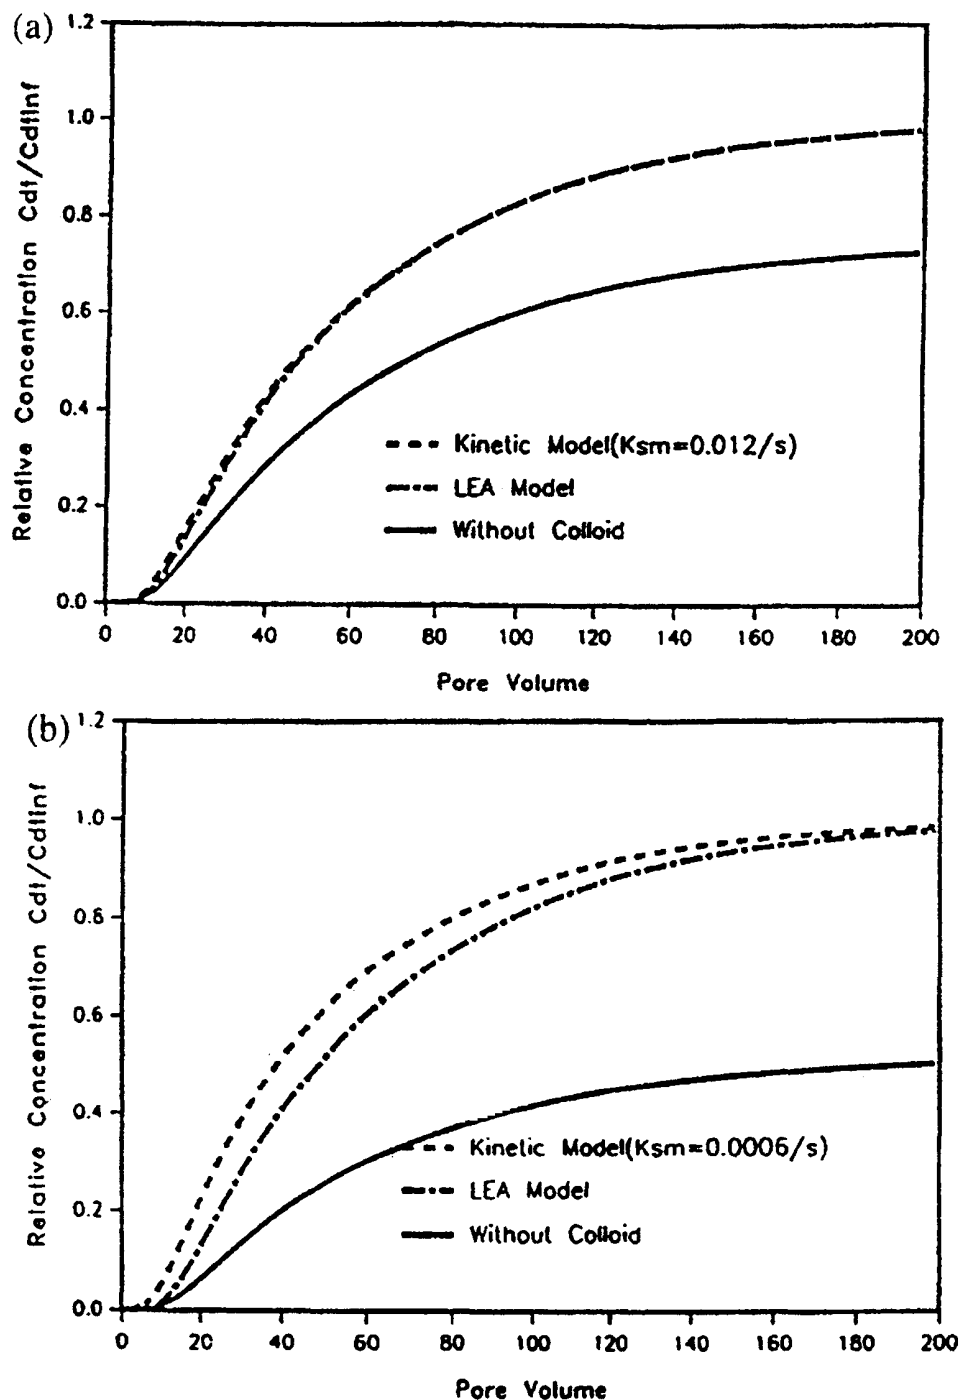 (a)
1.2
1.0
0.8
0.6
0.4
0.2
0.0
Relative Concentration Cdt/Cdtinf
Kinetic Model(Ksm=0.012/s)
LEA Model
Without Colloid
0 20 40 60 80 100 120 140 160 180 200
Pore Volume
(b)
1.2
1.0
0.8
0.6
0.4
0.2
0.0
Relative Concentration Cdt/Cdtinf
Kinetic Model(Ksm=0.0006/s)
LEA Model
Without Colloid
0 20 40 60 80 100 120 140 160 180 200
Pore Volume